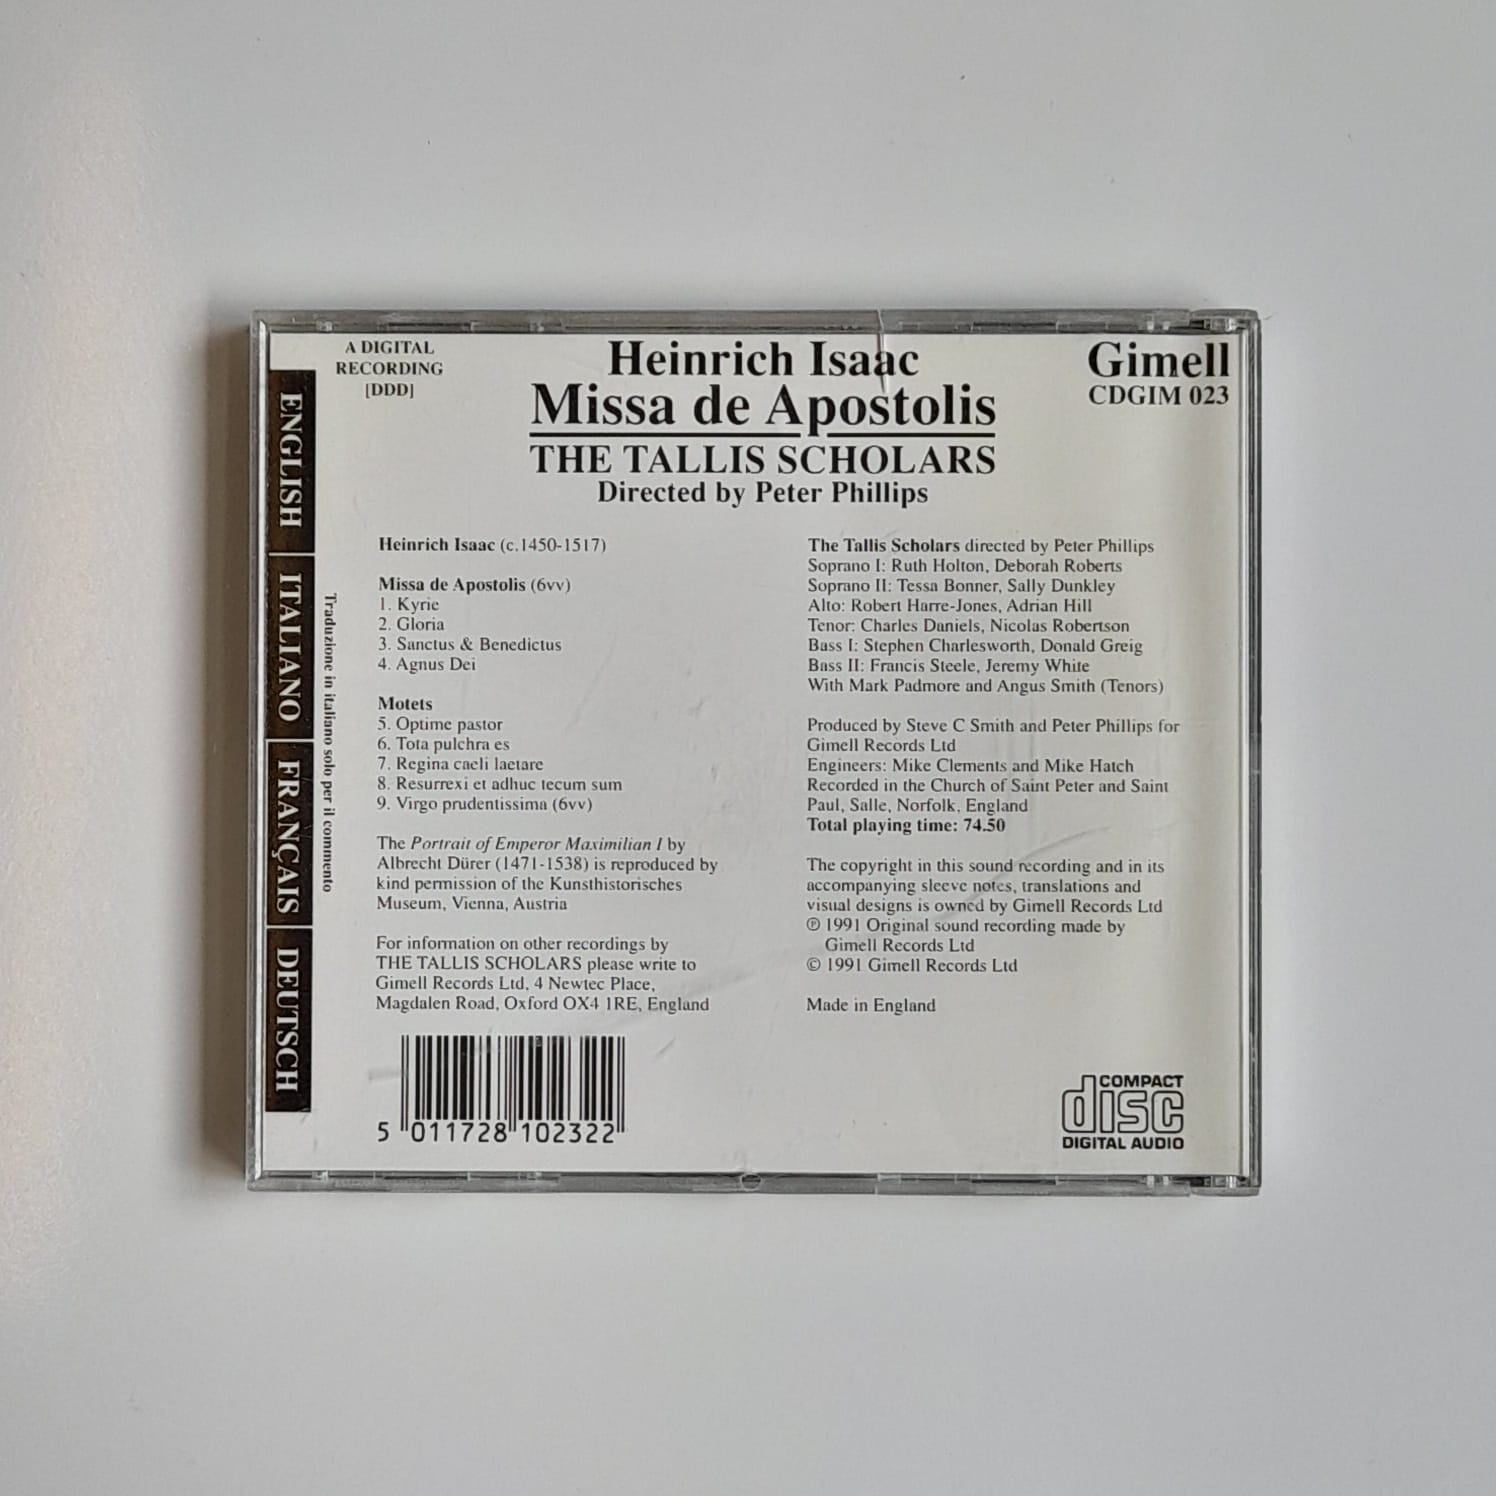 A DIGITAL
RECORDING
[DDD]
Heinrich Isaac
Missa de Apostolis
THE TALLIS SCHOLARS
Directed by Peter Phillips
Gimell
CDGIM 023
ENGLISH
ITALIANO
FRANÇAIS
DEUTSCH
Traduzione in italiano solo per il commento
Heinrich Isaac (c.1450-1517)
Missa de Apostolis (6vv)
1. Kyrie
2. Gloria
3. Sanctus & Benedictus
4. Agnus Dei
Motets
5. Optime pastor
6. Tota pulchra es
7. Regina caeli laetare
8. Resurrexi et adhuc tecum sum
9. Virgo prudentissima (6vv)
The Portrait of Emperor Maximilian I by
Albrecht Dürer (1471-1538) is reproduced by
kind permission of the Kunsthistorisches
Museum, Vienna, Austria
For information on other recordings by
THE TALLIS SCHOLARS please write to
Gimell Records Ltd, 4 Newtec Place,
Magdalen Road, Oxford OX4 1RE, England
5 011728 102322
The Tallis Scholars directed by Peter Phillips
Soprano I: Ruth Holton, Deborah Roberts
Soprano II: Tessa Bonner, Sally Dunkley
Alto: Robert Harre-Jones, Adrian Hill
Tenor: Charles Daniels, Nicolas Robertson
Bass I: Stephen Charlesworth, Donald Greig
Bass II: Francis Steele, Jeremy White
With Mark Padmore and Angus Smith (Tenors)
Produced by Steve C Smith and Peter Phillips for
Gimell Records Ltd
Engineers: Mike Clements and Mike Hatch
Recorded in the Church of Saint Peter and Saint
Paul, Salle, Norfolk, England
Total playing time: 74.50
The copyright in this sound recording and in its
accompanying sleeve notes, translations and
visual designs is owned by Gimell Records Ltd
℗ 1991 Original sound recording made by
Gimell Records Ltd
© 1991 Gimell Records Ltd
Made in England
COMPACT
disc
DIGITAL AUDIO